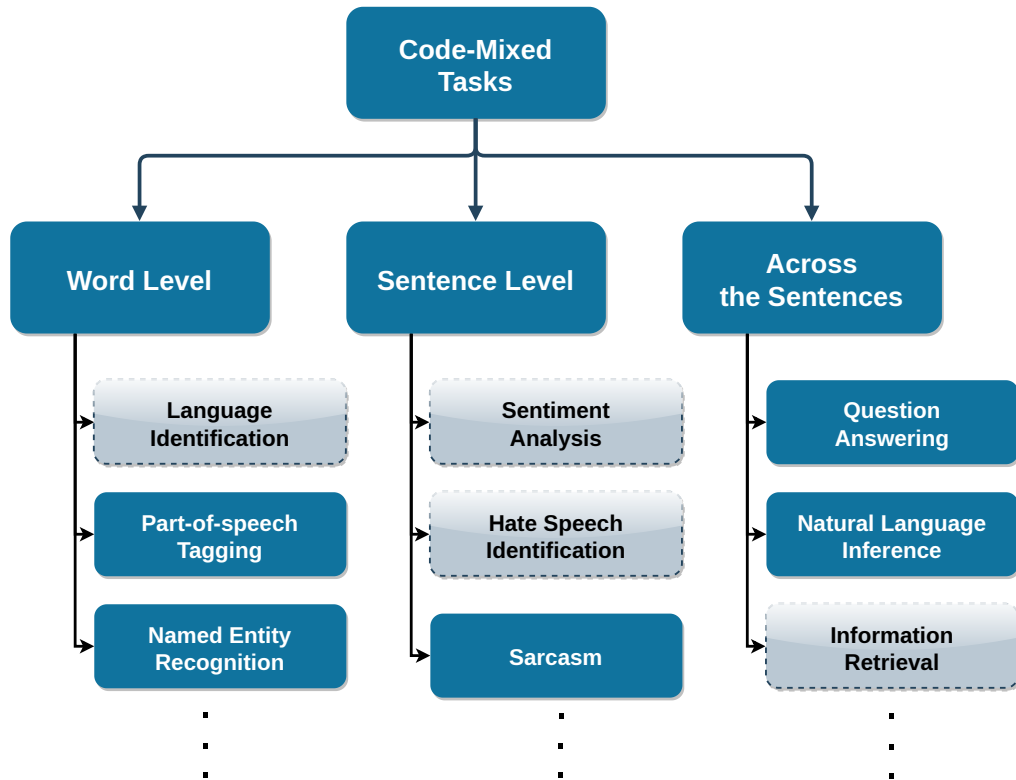 Code-Mixed
Tasks
Word Level
Sentence Level
Across
the Sentences
Language
Identification
Part-of-speech
Tagging
Named Entity
Recognition
Sentiment
Analysis
Hate Speech
Identification
Sarcasm
Question
Answering
Natural Language
Inference
Information
Retrieval